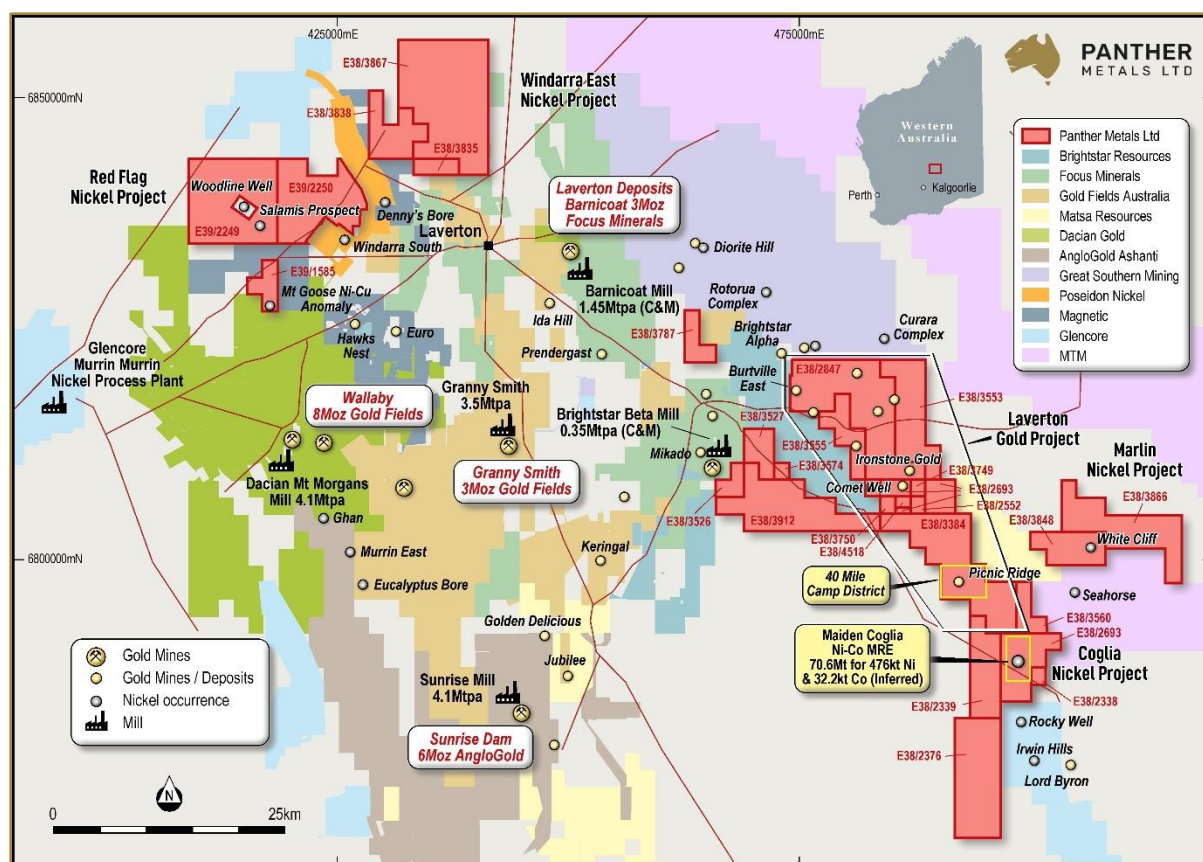 425000mE
475000mE
PANTHER
METALS LTD
6850000mN
6800000mN
E38/3867
Windarra East
Nickel Project
E38/3838
E38/3835
Western
Australia
Perth
Kalgoorlie
Panther Metals Ltd
Brightstar Resources
Focus Minerals
Gold Fields Australia
Matsa Resources
Dacian Gold
AngloGold Ashanti
Great Southern Mining
Poseidon Nickel
Magnetic
Glencore
MTM
Red Flag
Nickel Project
Woodline Well
E39/2250
Salamis Prospect
E39/2249
Denny's Bore
Laverton
Windarra South
Laverton Deposits
Barnicoat 3Moz
Focus Minerals
Diorite Hill
E39/1585
Mt Goose Ni-Cu
Anomaly
Barnicoat Mill
1.45Mtpa (C&M)
Rotorua
Complex
Ida Hill
Hawks
Nest
Euro
Prendergast
E38/3787
Brightstar
Alpha
Curara
Complex
Glencore
Murrin Murrin
Nickel Process Plant
Burtville
East
E38/2847
E38/3553
Wallaby
8Moz Gold Fields
Granny Smith
3.5Mtpa
Brightstar Beta Mill
0.35Mtpa (C&M)
E38/3527
E38/3555
Laverton
Gold Project
Mikado
E38/3574
Ironstone Gold
Granny Smith
3Moz Gold Fields
Dacian Mt Morgans
Mill 4.1Mtpa
Comet Well
E38/3749
E38/2693
E38/2552
Marlin
Nickel Project
E38/3866
Ghan
E38/3526
E38/3912
E38/3750
E38/4518
E38/3384
E38/3848
White Cliff
Murrin East
Keringal
Eucalyptus Bore
40 Mile
Camp District
Picnic Ridge
Seahorse
E38/3560
E38/2693
Golden Delicious
Jubilee
Maiden Coglia
Ni-Co MRE
70.6Mt for 476kt Ni
& 32.2kt Co (Inferred)
Coglia
Nickel Project
Gold Mines
Gold Mines / Deposits
Nickel occurrence
Mill
Sunrise Mill
4.1Mtpa
E38/2339
E38/2338
Rocky Well
Sunrise Dam
6Moz AngloGold
E38/2376
Irwin Hills
Lord Byron
N
0
25km